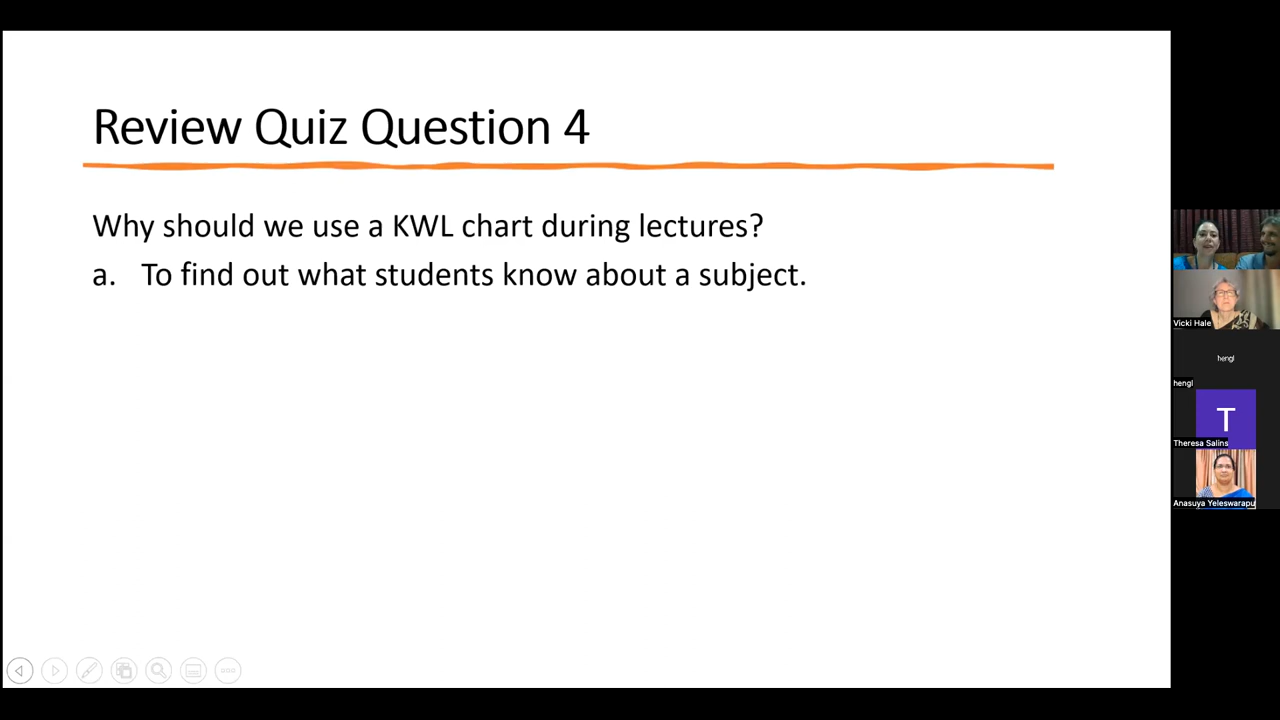 Review Quiz Question 4
Why should we use a KWL chart during lectures?
a. To find out what students know about a subject.
Vicki Hale
hengl
hengl
T
Theresa Salins
Anasuya Yeleswarapu